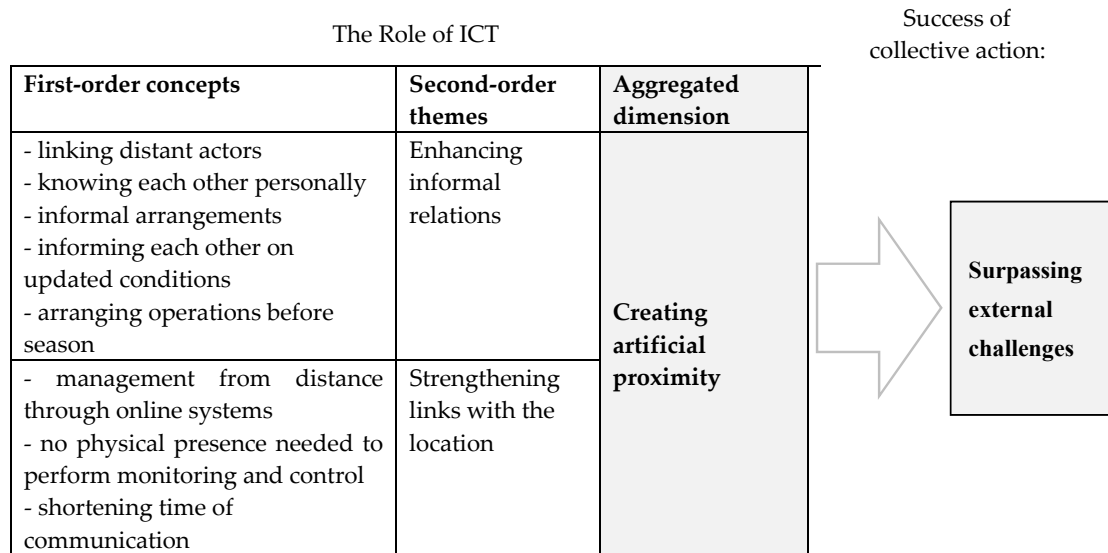 The Role of ICT
Success of
collective action:
First-order concepts
Second-order
themes
Aggregated
dimension
- linking distant actors
- knowing each other personally
- informal arrangements
- informing each other on
updated conditions
- arranging operations before
season
Enhancing
informal
relations
- management from distance
through online systems
- no physical presence needed to
perform monitoring and control
- shortening time of
communication
Strengthening
links with the
location
Creating
artificial
proximity
Surpassing
external
challenges